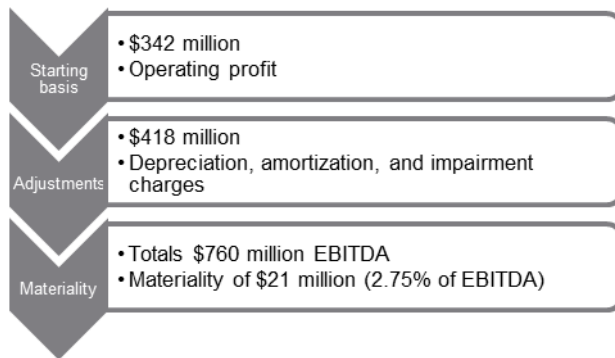 Starting
basis
• $342 million
• Operating profit
Adjustments
• $418 million
• Depreciation, amortization, and impairment
charges
Materiality
• Totals $760 million EBITDA
• Materiality of $21 million (2.75% of EBITDA)